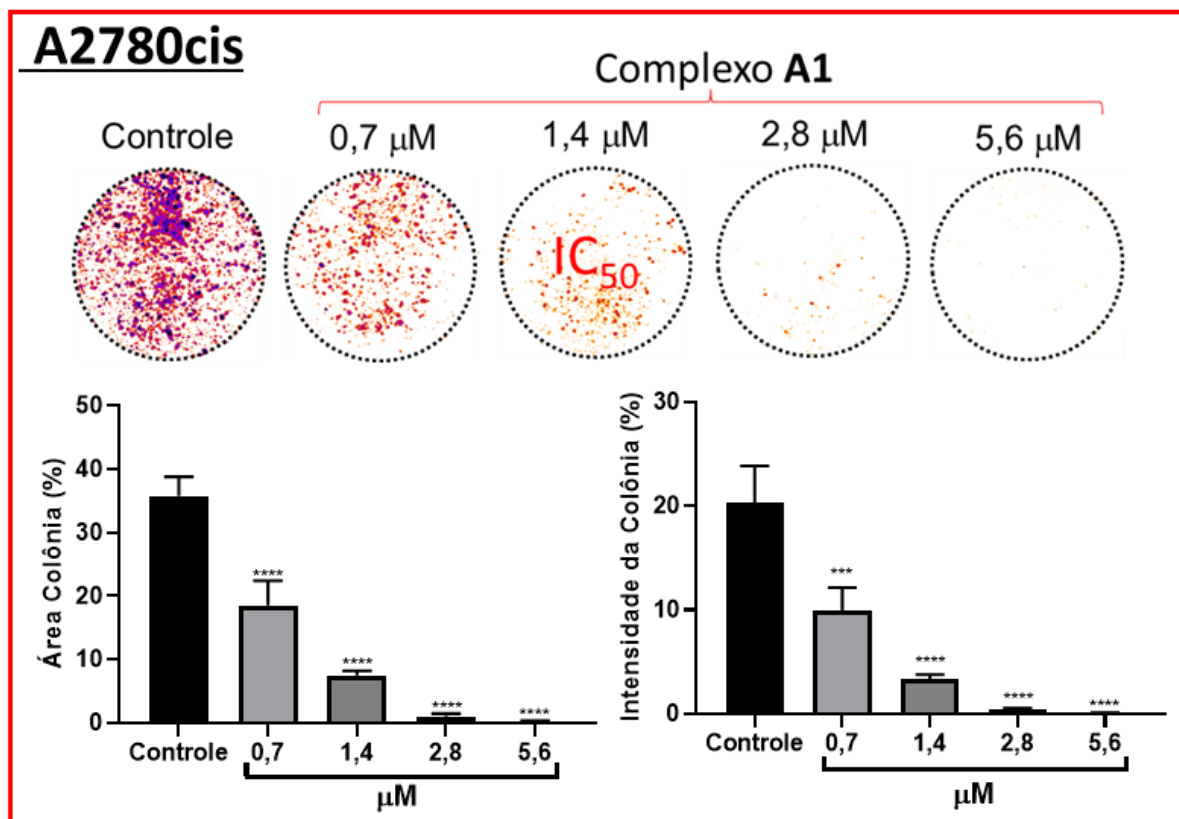 A2780cis
Complexo A1
Controle
0,7 μM
1,4 μM
2,8 μM
5,6 μM
IC50
Área Colônia (%)
50
40
30
20
10
0
****
****
****
****
Controle
0,7
1,4
2,8
5,6
μM
Intensidade da Colônia (%)
30
20
10
0
***
****
****
****
Controle
0,7
1,4
2,8
5,6
μM